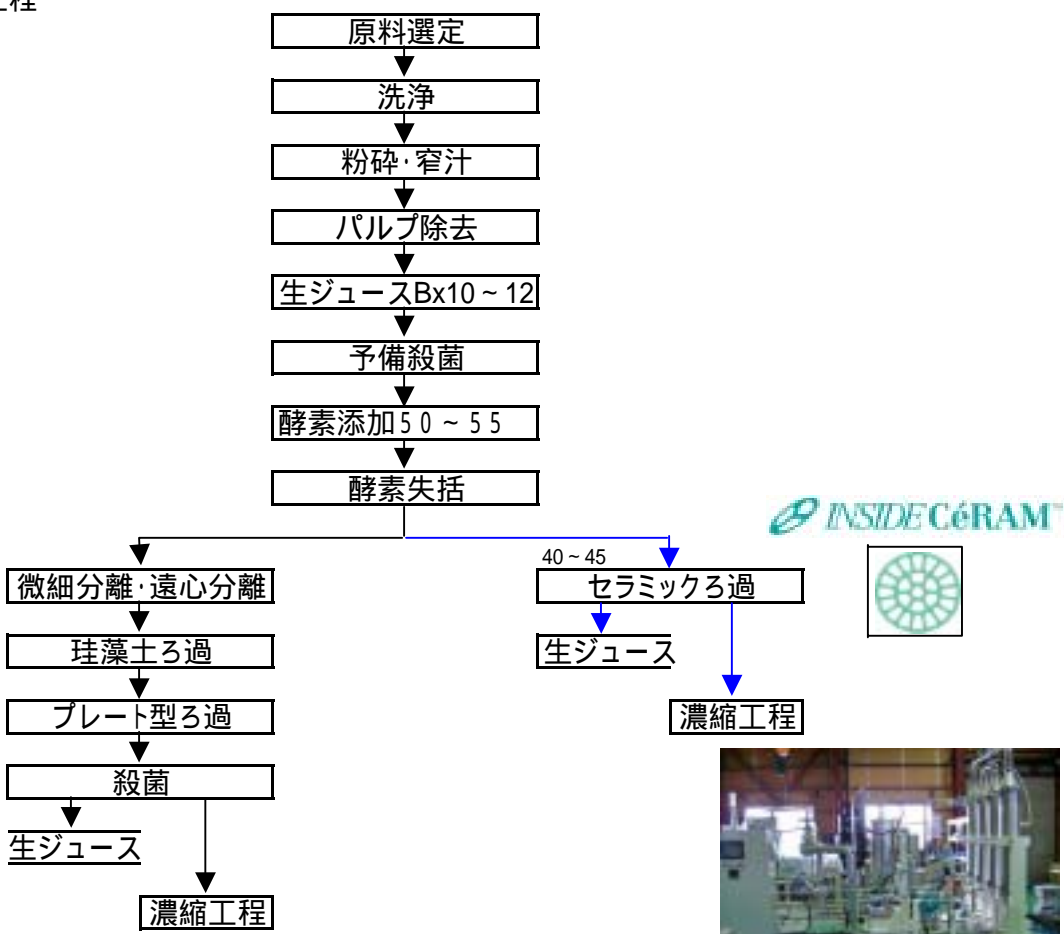 工程
原料選定
洗浄
粉砕・窄汁
パルプ除去
生ジュースBx10~12
予備殺菌
酵素添加50~55
酵素失括
INSIDE CéRAM™
微細分離・遠心分離
40~45
セラミックろ過
珪藻土ろ過
生ジュース
プレート型ろ過
濃縮工程
殺菌
生ジュース
濃縮工程